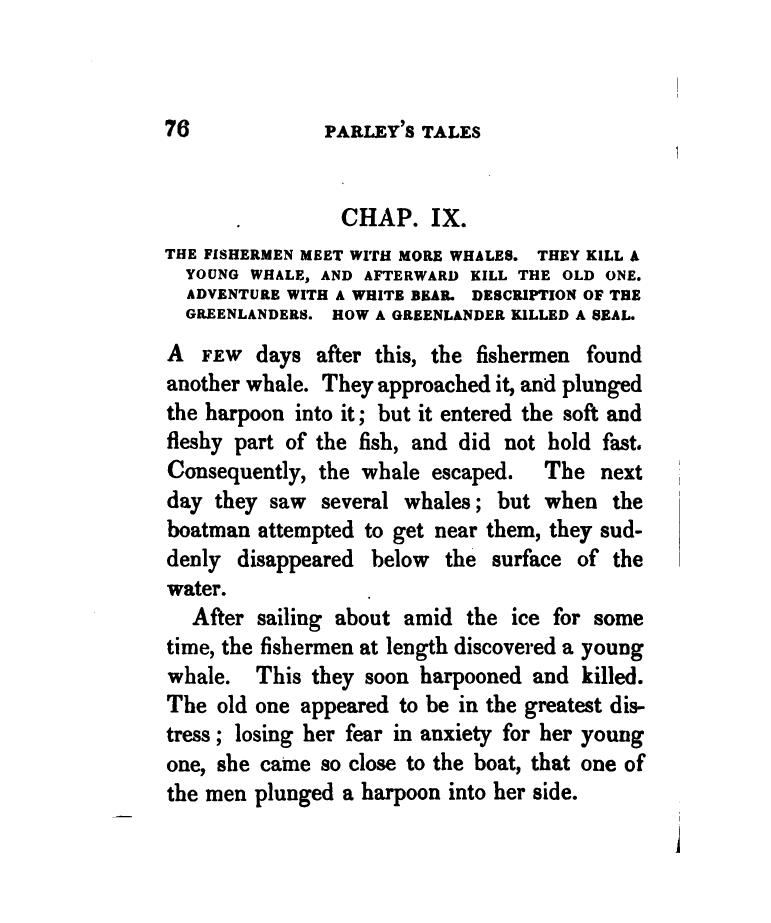 76 PARLEY'S TALES
CHAP. IX.
THE FISHERMEN MEET WITH MORE WHALES. THEY KILL A
YOUNG WHALE, AND AFTERWARD KILL THE OLD ONE.
ADVENTURE WITH A WHITE BEAR. DESCRIPTION OF THE
GREENLANDERS. HOW A GREENLANDER KILLED A SEAL.
A FEW days after this, the fishermen found
another whale. They approached it, and plunged
the harpoon into it; but it entered the soft and
fleshy part of the fish, and did not hold fast.
Consequently, the whale escaped. The next
day they saw several whales; but when the
boatman attempted to get near them, they sud-
denly disappeared below the surface of the
water.
After sailing about amid the ice for some
time, the fishermen at length discovered a young
whale. This they soon harpooned and killed.
The old one appeared to be in the greatest dis-
tress; losing her fear in anxiety for her young
one, she came so close to the boat, that one of
the men plunged a harpoon into her side.